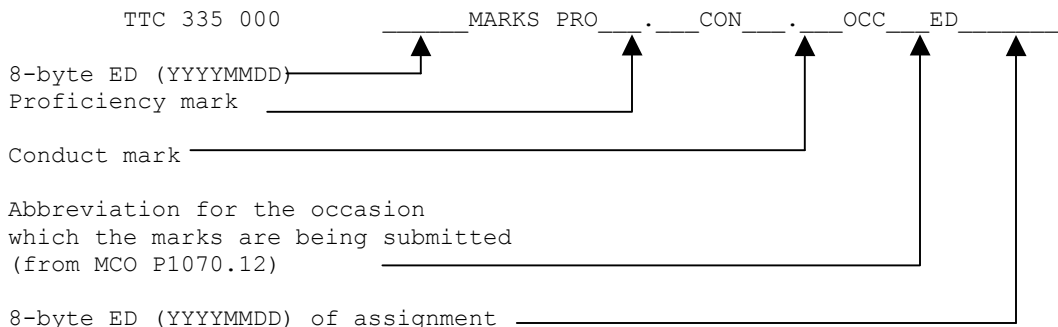 TTC 335 000 ______MARKS PRO___.___CON___.___OCC___ED_______
8-byte ED (YYYYMMDD)
Proficiency mark
Conduct mark
Abbreviation for the occasion
which the marks are being submitted
(from MCO P1070.12)
8-byte ED (YYYYMMDD) of assignment